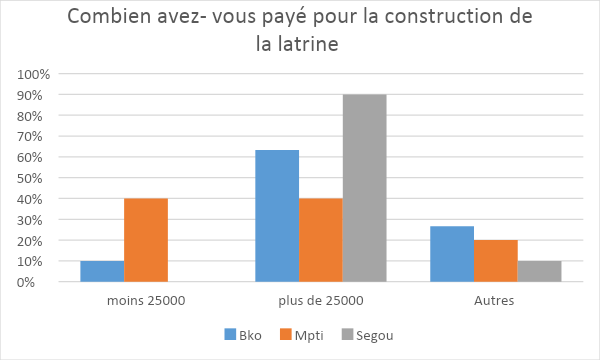 Combien avez- vous payé pour la construction de
la latrine
100%
90%
80%
70%
60%
50%
40%
30%
20%
10%
0%
moins 25000 plus de 25000 Autres
Bko Mpti Segou